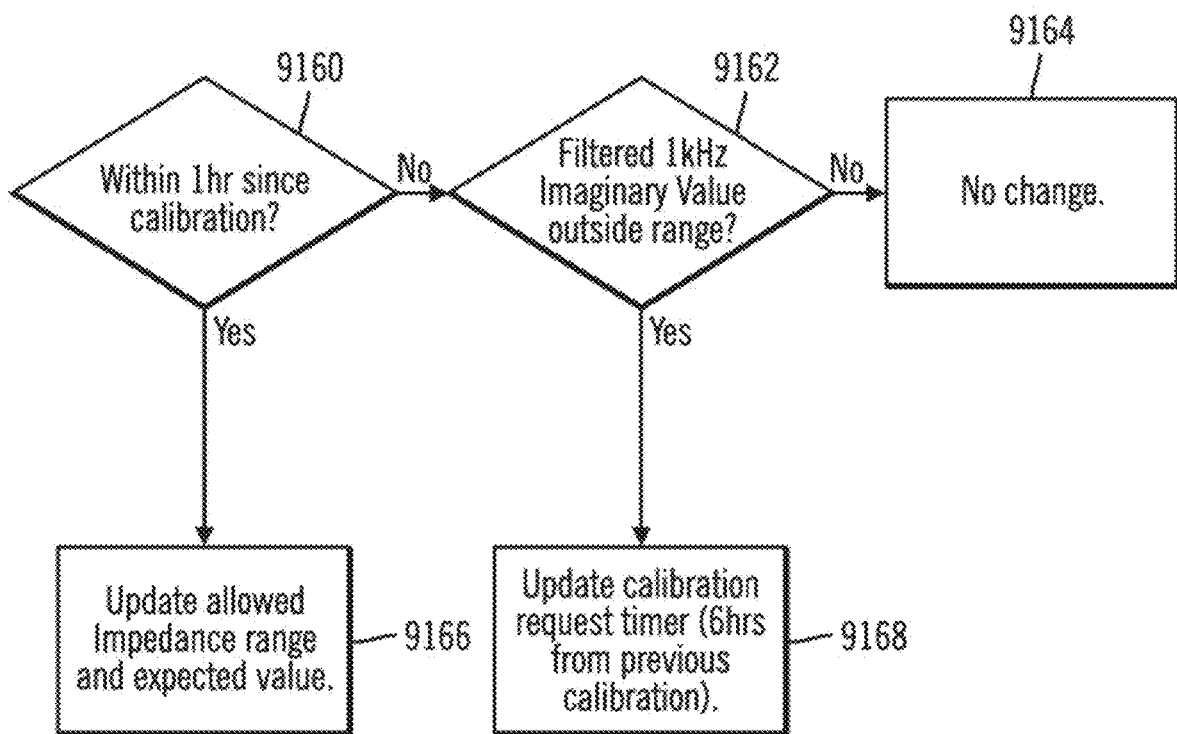 9160
Within 1hr since
calibration?
No
Yes
9162
Filtered 1kHz
Imaginary Value
outside range?
No
Yes
9164
No change.
Update allowed
Impedance range
and expected value.
9166
Update calibration
request timer (6hrs
from previous
calibration).
9168